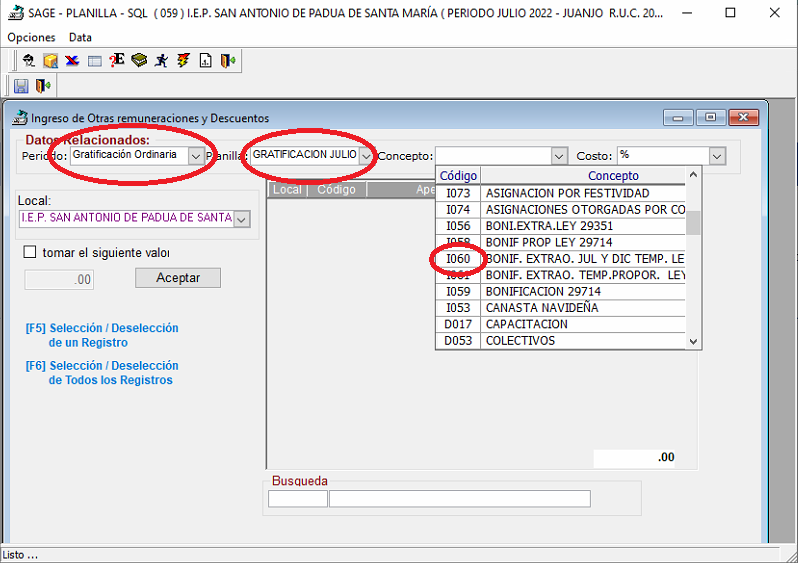 SAGE - PLANILLA - SQL ( 059 ) I.E.P. SAN ANTONIO DE PADUA DE SANTA MARÍA ( PERIODO JULIO 2022 - JUANJO R.U.C. 20...
Opciones Data
Ingreso de Otras remuneraciones y Descuentos
Datos Relacionados:
Periodo: Gratificación Ordinaria Planilla: GRATIFICACION JULIO Concepto: Costo: %
Local:
I.E.P. SAN ANTONIO DE PADUA DE SANTA
tomar el siguiente valor
.00 Aceptar
[F5] Selección / Deselección
de un Registro
[F6] Selección / Deselección
de Todos los Registros
Local Código Ape
Código Concepto
I073 ASIGNACION POR FESTIVIDAD
I074 ASIGNACIONES OTORGADAS POR CO
I056 BONI.EXTRA.LEY 29351
I058 BONIF PROP LEY 29714
I060 BONIF. EXTRAO. JUL Y DIC TEMP. LE
I061 BONIF. EXTRAO. TEMP.PROPOR. LEY
I059 BONIFICACION 29714
I053 CANASTA NAVIDEÑA
D017 CAPACITACION
D053 COLECTIVOS
.00
Busqueda
Listo ...